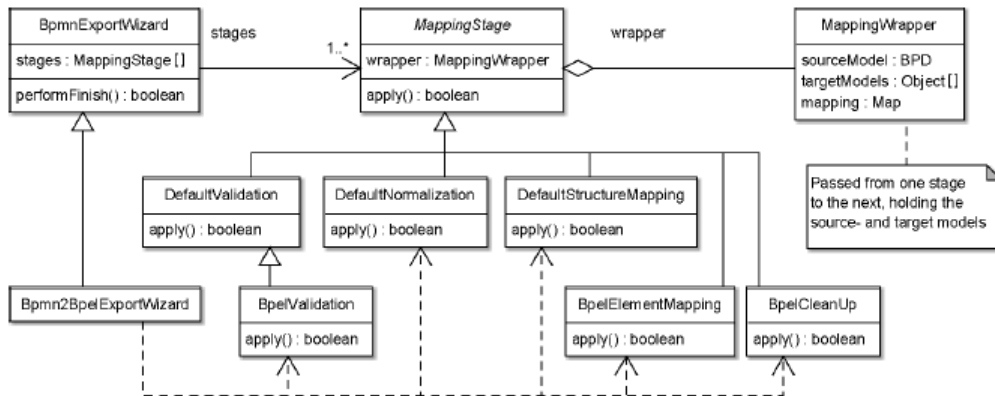 BpmnExportWizard
stages : MappingStage []
performFinish() : boolean
stages
1..*
MappingStage
wrapper : MappingWrapper
apply() : boolean
wrapper
MappingWrapper
sourceModel : BPD
targetModels : Object []
mapping : Map
Passed from one stage
to the next, holding the
source- and target models
DefaultValidation
apply() : boolean
DefaultNormalization
apply() : boolean
DefaultStructureMapping
apply() : boolean
Bpmn2BpelExportWizard
BpelValidation
apply() : boolean
BpelElementMapping
apply() : boolean
BpelCleanUp
apply() : boolean